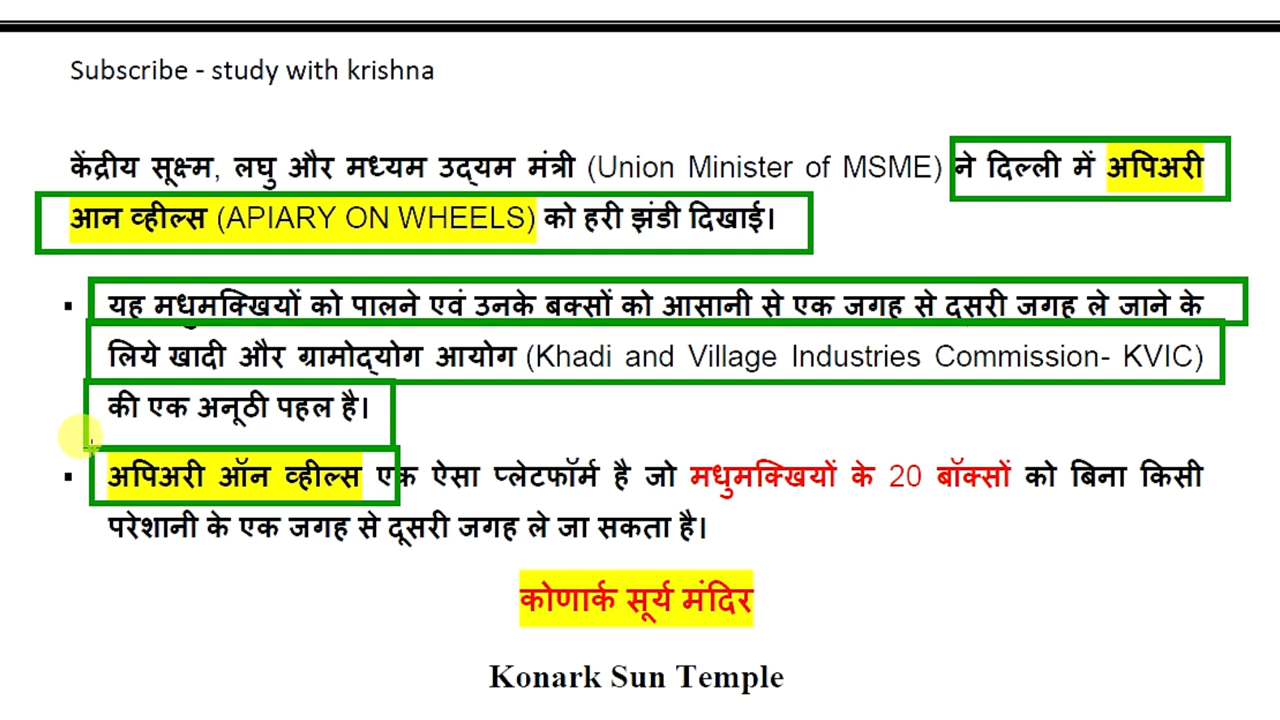 Subscribe - study with krishna
केंद्रीय सूक्ष्म, लघु और मध्यम उद्यम मंत्री (Union Minister of MSME) ने दिल्ली में अपिअरी
आन व्हील्स (APIARY ON WHEELS) को हरी झंडी दिखाई।
▪ यह मधुमक्खियों को पालने एवं उनके बक्सों को आसानी से एक जगह से दूसरी जगह ले जाने के
लिये खादी और ग्रामोद्योग आयोग (Khadi and Village Industries Commission- KVIC)
की एक अनूठी पहल है।
▪ अपिअरी ऑन व्हील्स एक ऐसा प्लेटफॉर्म है जो मधुमक्खियों के 20 बॉक्सों को बिना किसी
परेशानी के एक जगह से दूसरी जगह ले जा सकता है।
कोणार्क सूर्य मंदिर
Konark Sun Temple